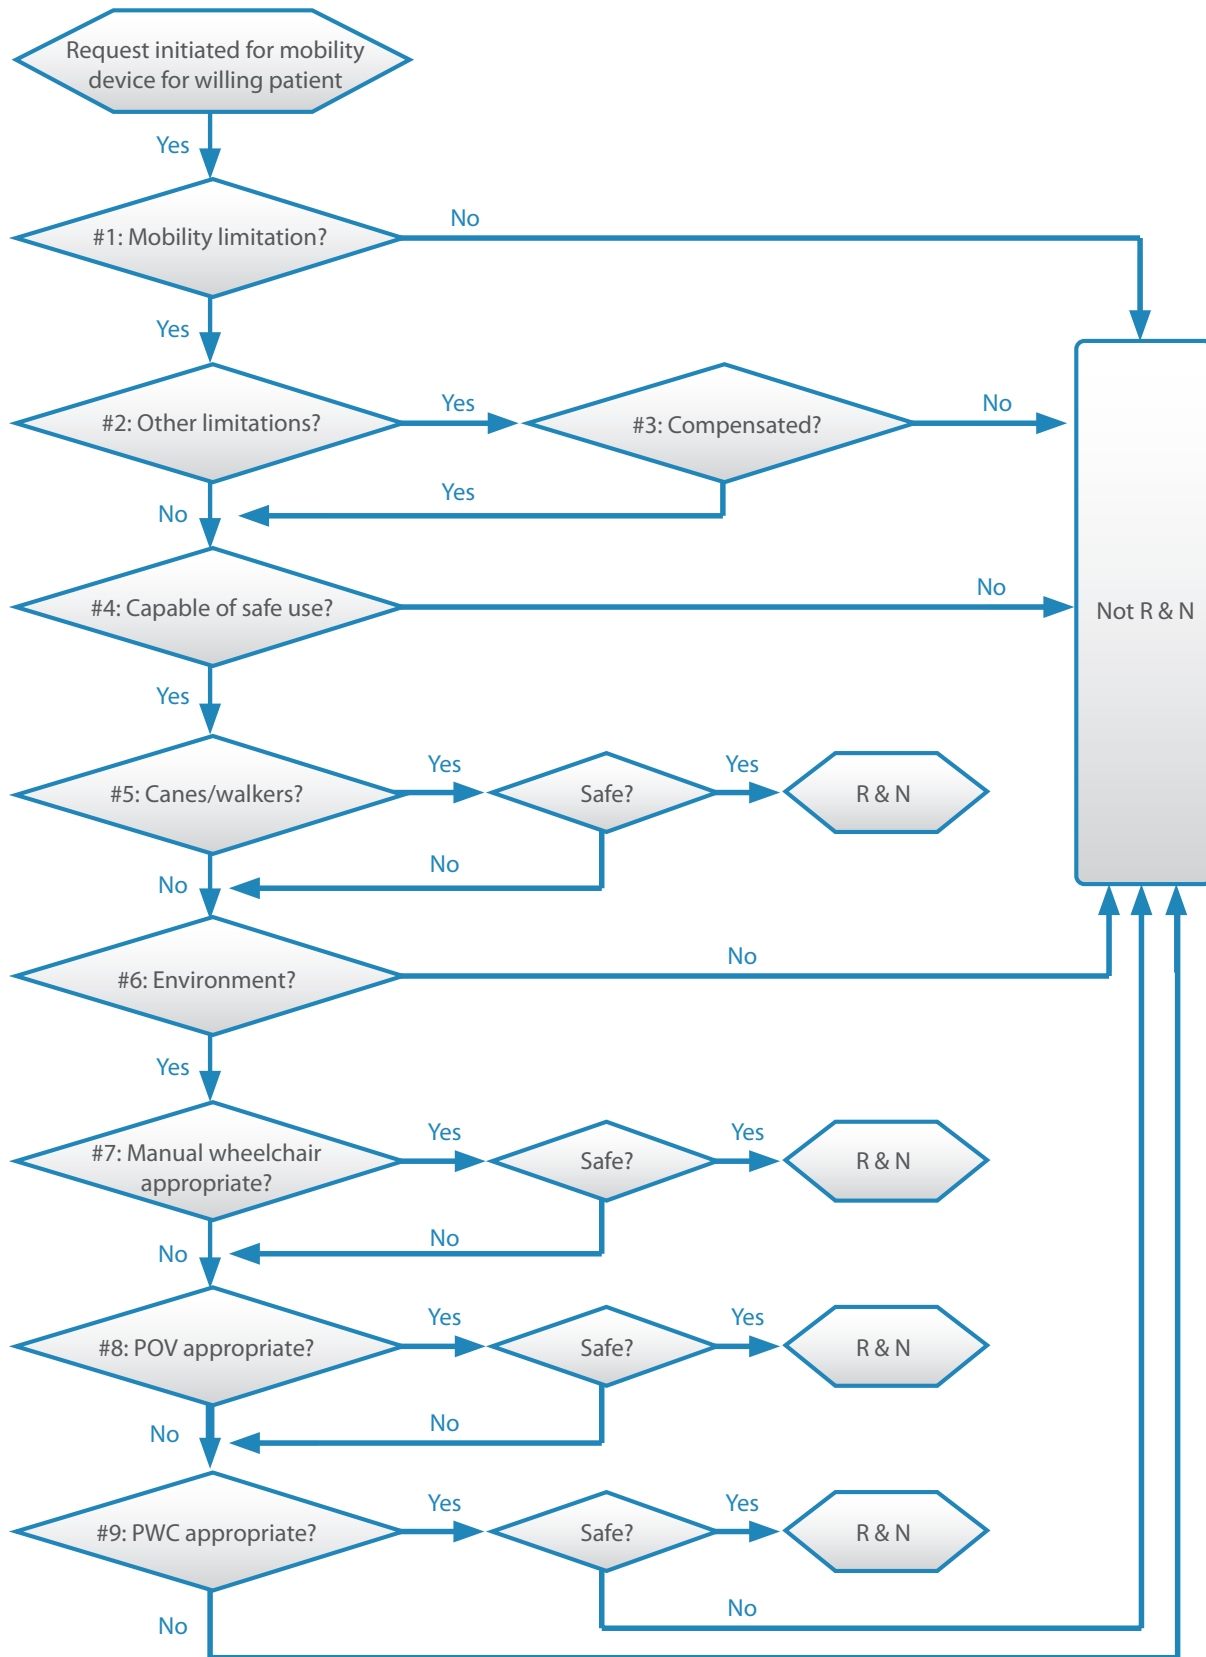 Request initiated for mobility
device for willing patient
Yes
#1: Mobility limitation?
No
Yes
#2: Other limitations?
Yes
#3: Compensated?
No
Yes
No
#4: Capable of safe use?
No
Not R & N
Yes
#5: Canes/walkers?
Yes
Safe?
Yes
R & N
No
No
#6: Environment?
No
Yes
#7: Manual wheelchair
appropriate?
Yes
Safe?
Yes
R & N
No
No
#8: POV appropriate?
Yes
Safe?
Yes
R & N
No
No
#9: PWC appropriate?
Yes
Safe?
Yes
R & N
No
No